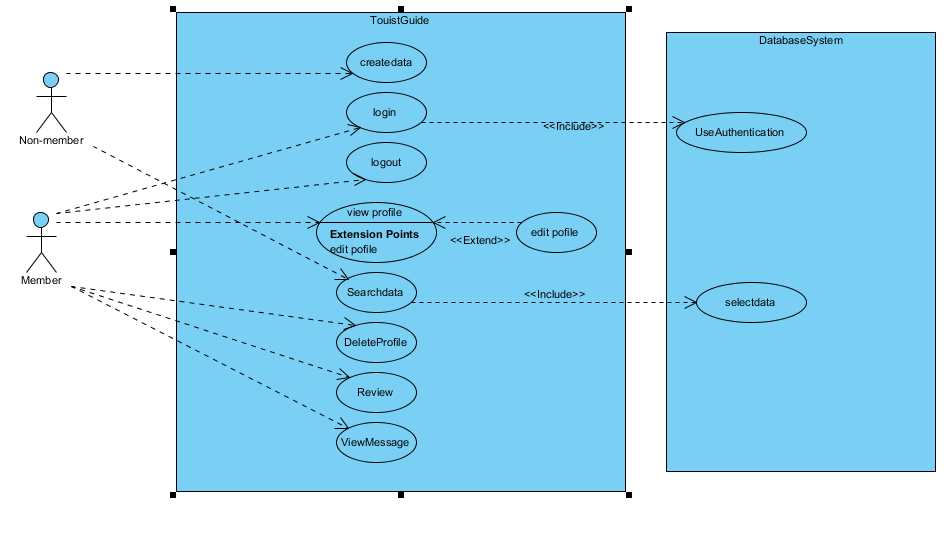 TouistGuide
DatabaseSystem
createdata
login
<<Include>>
UseAuthentication
Non-member
logout
view profile
Extension Points
edit pofile
<<Extend>>
edit pofile
Member
Searchdata
<<Include>>
selectdata
DeleteProfile
Review
ViewMessage